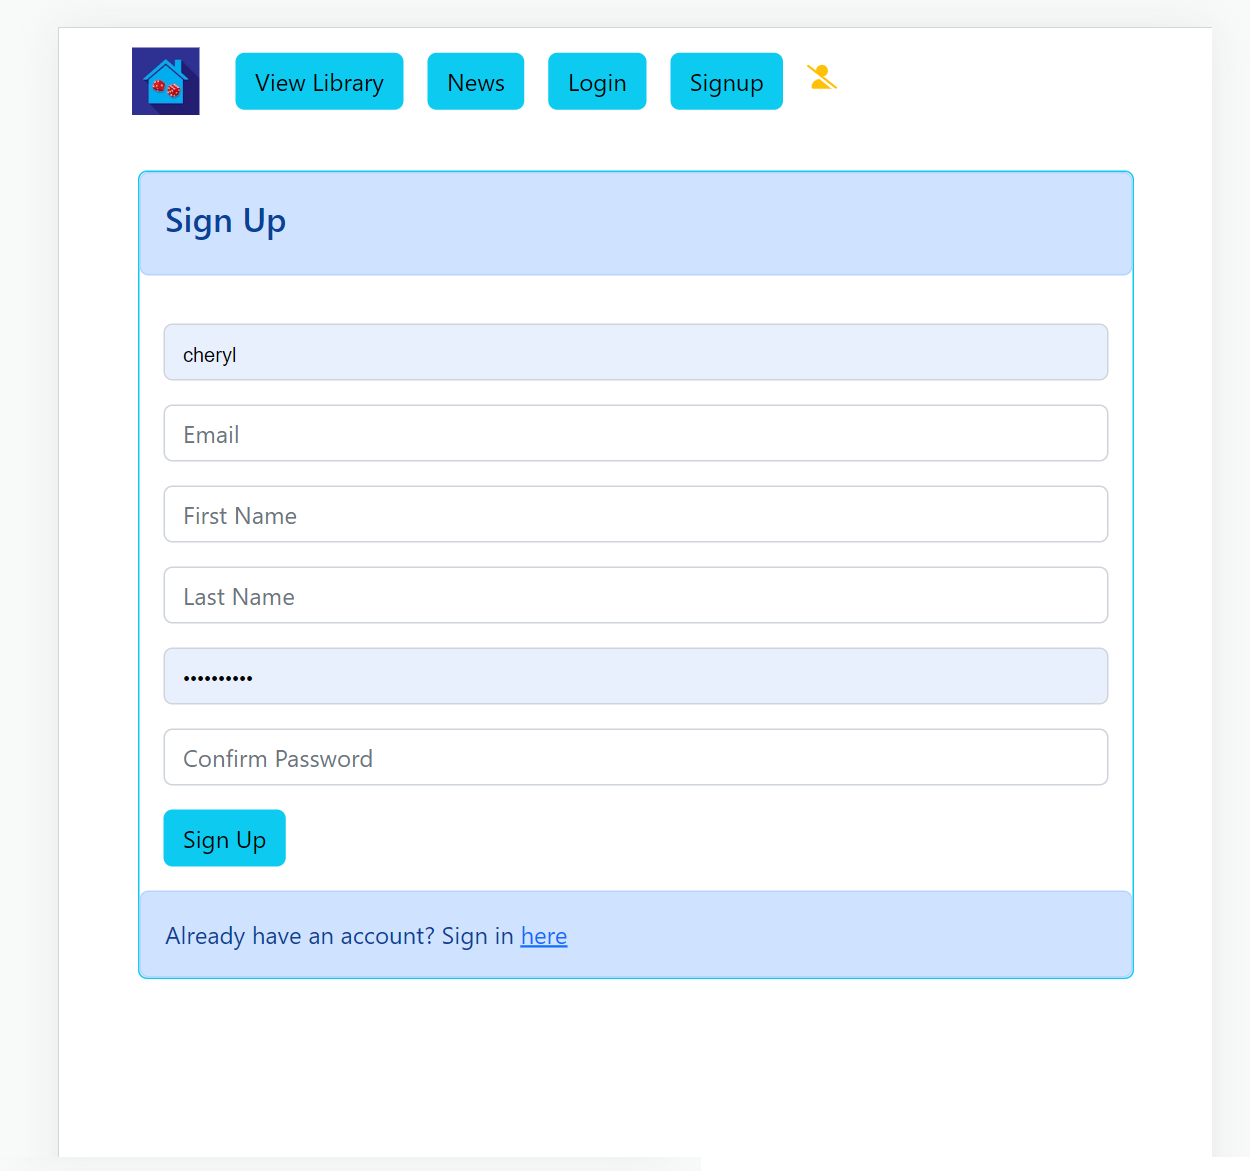 View Library News Login Signup
Sign Up
cheryl
Email
First Name
Last Name
••••••••••
Confirm Password
Sign Up
Already have an account? Sign in here